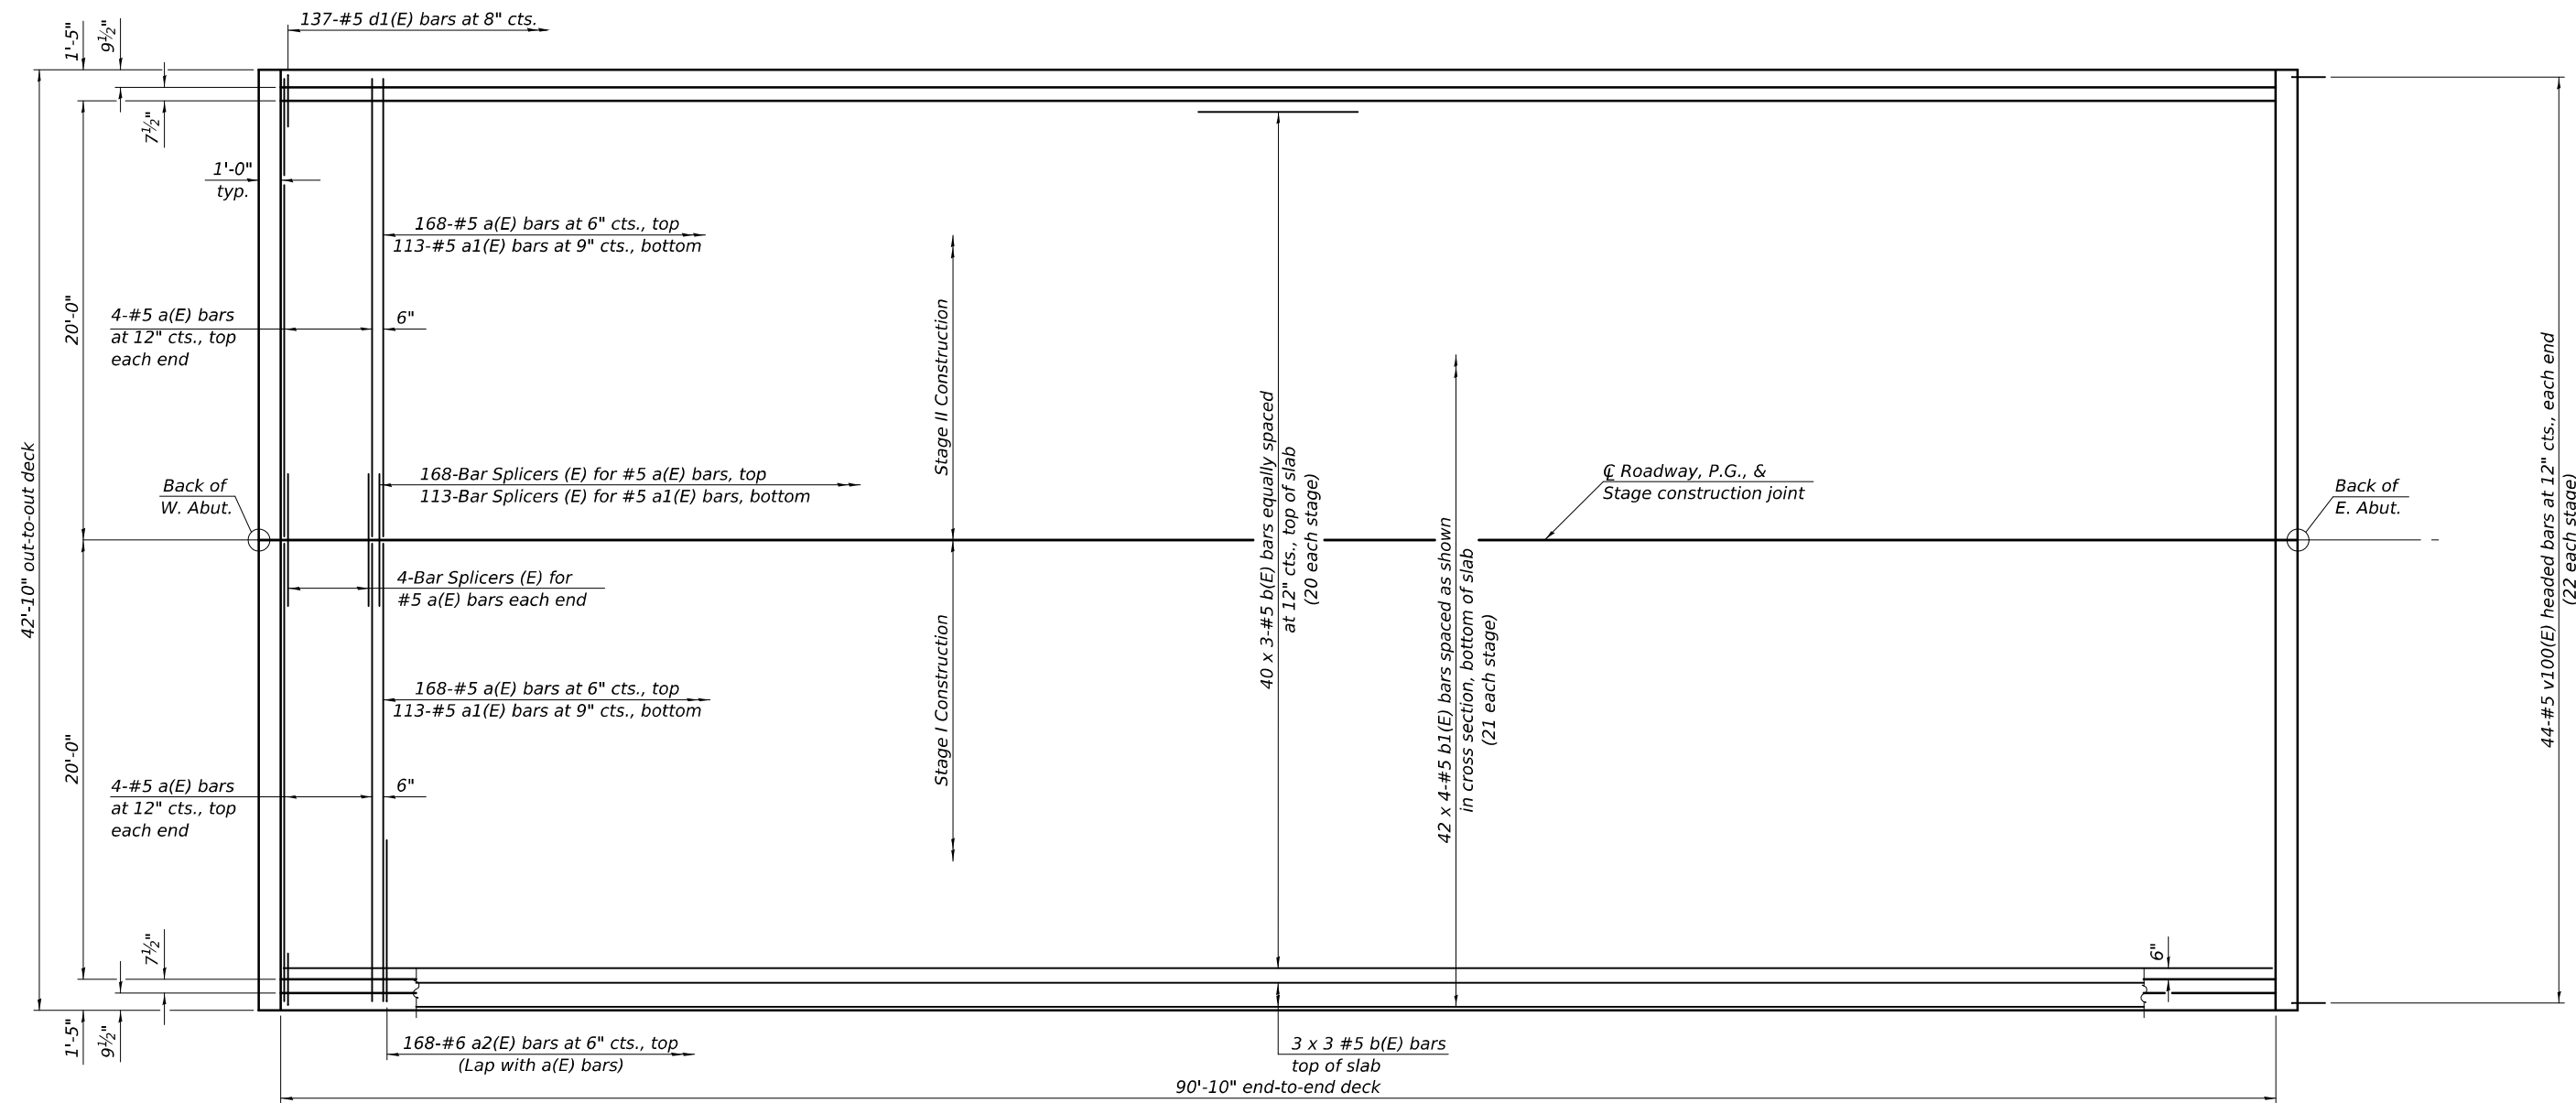 137-#5 d1(E) bars at 8" cts.
1'-5"
9½"
7½"
1'-0"
typ.
168-#5 a(E) bars at 6" cts., top
113-#5 a1(E) bars at 9" cts., bottom
20'-0"
4-#5 a(E) bars
at 12" cts., top
each end
6"
Stage II Construction
42'-10" out-to-out deck
Back of
W. Abut.
168-Bar Splicers (E) for #5 a(E) bars, top
113-Bar Splicers (E) for #5 a1(E) bars, bottom
40 x 3-#5 b(E) bars equally spaced
at 12" cts., top of slab
(20 each stage)
42 x 4-#5 b1(E) bars spaced as shown
in cross section, bottom of slab
(21 each stage)
℄ Roadway, P.G., &
Stage construction joint
Back of
E. Abut.
44-#5 v100(E) headed bars at 12" cts., each end
(22 each stage)
4-Bar Splicers (E) for
#5 a(E) bars each end
Stage I Construction
168-#5 a(E) bars at 6" cts., top
113-#5 a1(E) bars at 9" cts., bottom
20'-0"
4-#5 a(E) bars
at 12" cts., top
each end
6"
7½"
6"
1'-5"
9½"
168-#6 a2(E) bars at 6" cts., top
(Lap with a(E) bars)
3 x 3 #5 b(E) bars
top of slab
90'-10" end-to-end deck